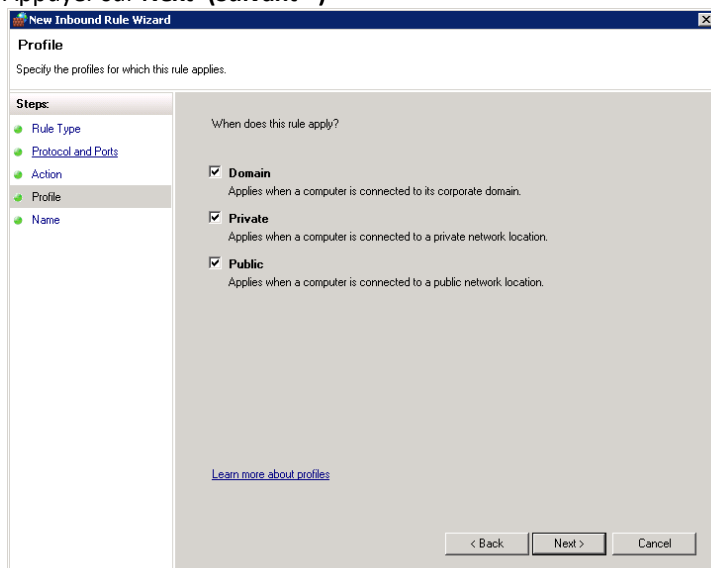 New Inbound Rule Wizard
Profile
Specify the profiles for which this rule applies.
Steps:
Rule Type
Protocol and Ports
Action
Profile
Name
When does this rule apply?
Domain
Applies when a computer is connected to its corporate domain.
Private
Applies when a computer is connected to a private network location.
Public
Applies when a computer is connected to a public network location.
Learn more about profiles
< Back Next > Cancel